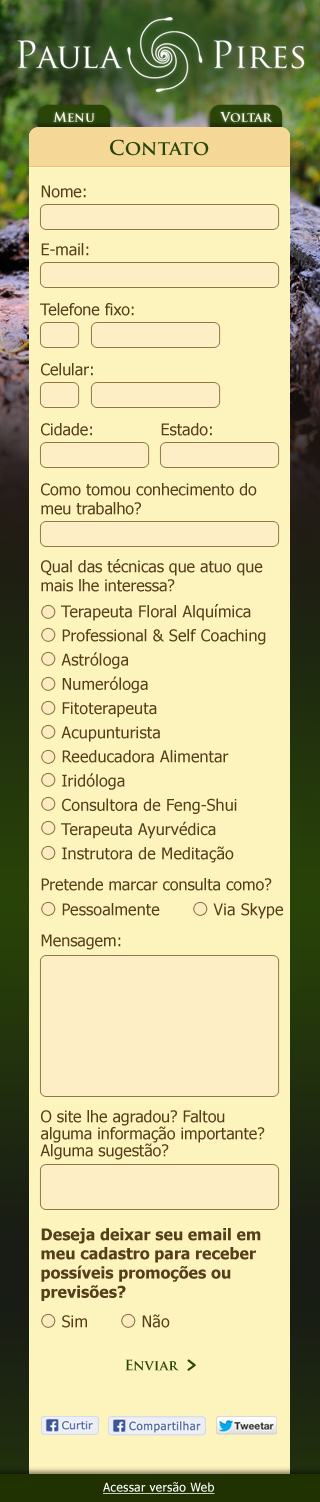 PAULA PIRES
MENU VOLTAR
CONTATO
Nome:
E-mail:
Telefone fixo:
Celular:
Cidade: Estado:
Como tomou conhecimento do
meu trabalho?
Qual das técnicas que atuo que
mais lhe interessa?
Terapeuta Floral Alquímica
Professional & Self Coaching
Astróloga
Numeróloga
Fitoterapeuta
Acupunturista
Reeducadora Alimentar
Iridóloga
Consultora de Feng-Shui
Terapeuta Ayurvédica
Instrutora de Meditação
Pretende marcar consulta como?
Pessoalmente Via Skype
Mensagem:
O site lhe agradou? Faltou
alguma informação importante?
Alguma sugestão?
Deseja deixar seu email em
meu cadastro para receber
possíveis promoções ou
previsões?
Sim Não
ENVIAR
Curtir Compartilhar Tweetar
Acessar versão Web